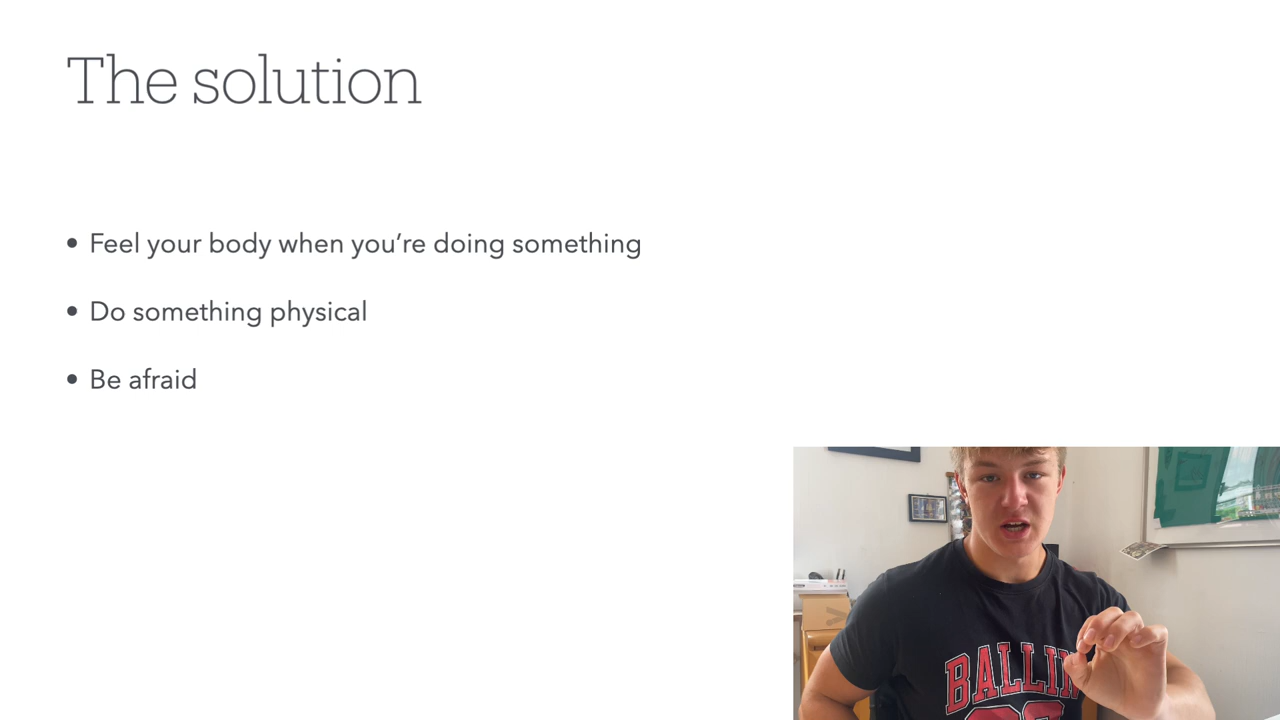 The solution
• Feel your body when you’re doing something
• Do something physical
• Be afraid
BALLIN